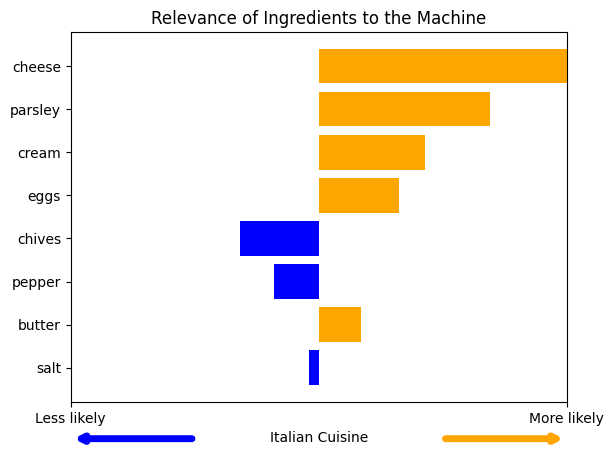 Relevance of Ingredients to the Machine
cheese
parsley
cream
eggs
chives
pepper
butter
salt
Less likely
More likely
Italian Cuisine